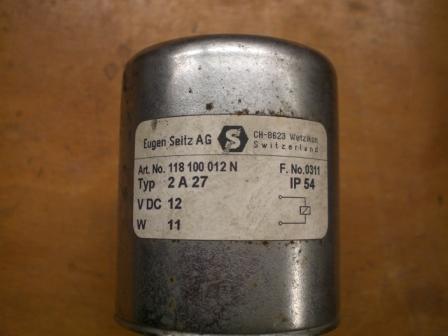 Eugen Seitz AG S CH-8623 Wetzikon
Switzerland
Art. No. 118 100 012 N F. No. 0311
Typ 2 A 27 IP 54
V DC 12
W 11